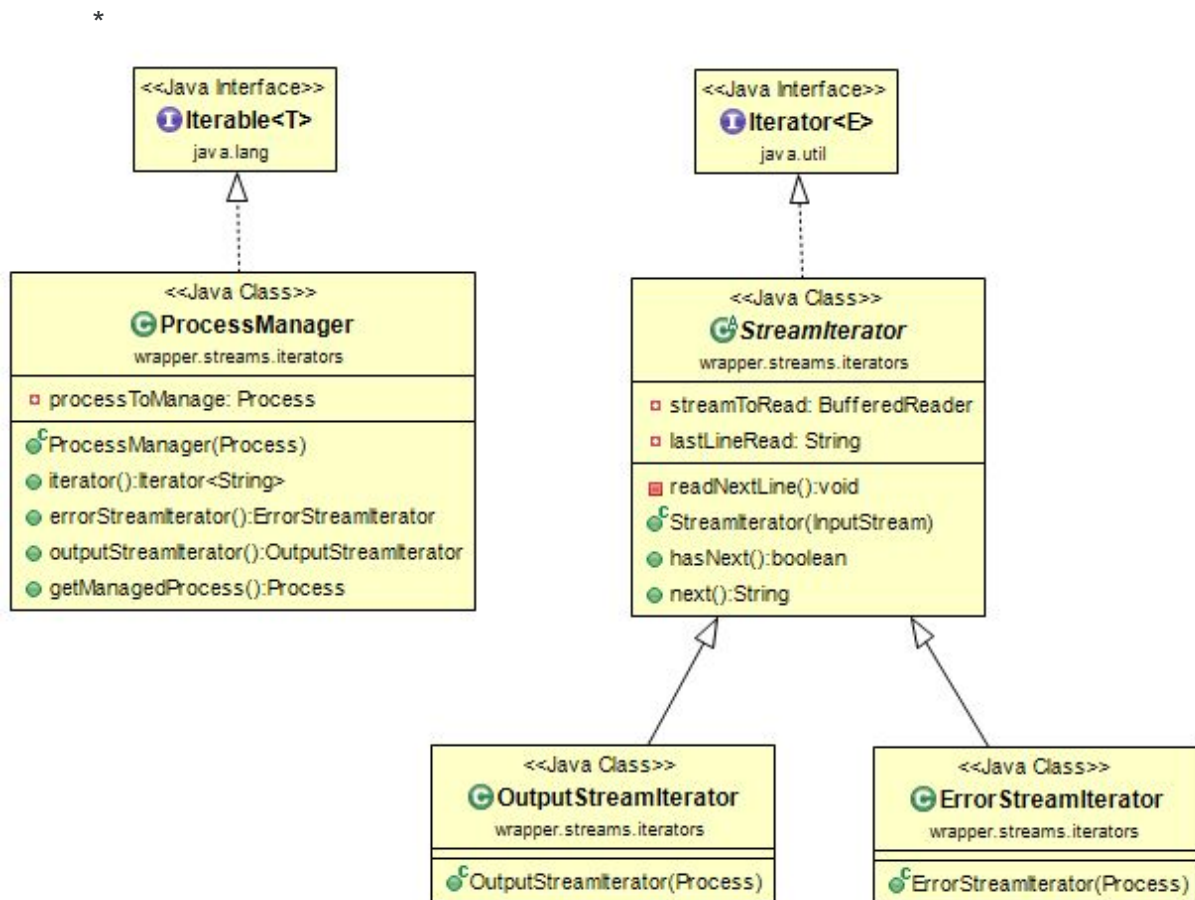 *
<<Java Interface>>
Iterable<T>
java.lang
<<Java Interface>>
Iterator<E>
java.util
<<Java Class>>
ProcessManager
wrapper.streams.iterators
processToManage: Process
ProcessManager(Process)
iterator():Iterator<String>
errorStreamIterator():ErrorStreamIterator
outputStreamIterator():OutputStreamIterator
getManagedProcess():Process
<<Java Class>>
StreamIterator
wrapper.streams.iterators
streamToRead: BufferedReader
lastLineRead: String
readNextLine():void
StreamIterator(InputStream)
hasNext():boolean
next():String
<<Java Class>>
OutputStreamIterator
wrapper.streams.iterators
OutputStreamIterator(Process)
<<Java Class>>
ErrorStreamIterator
wrapper.streams.iterators
ErrorStreamIterator(Process)